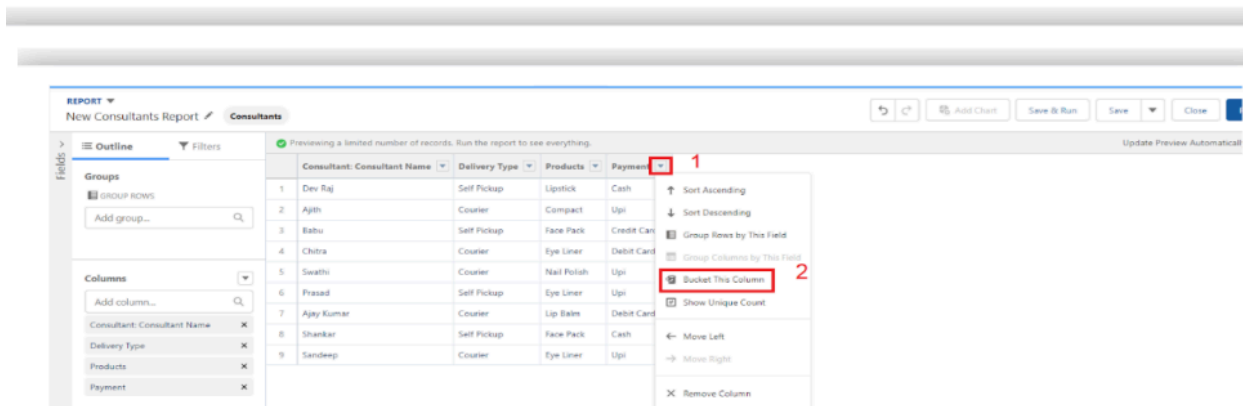 REPORT
New Consultants Report Consultants
Add Chart Save & Run Save Close
Fields
Outline Filters
Previewing a limited number of records. Run the report to see everything.
Update Preview Automaticall
Groups
GROUP ROWS
Add group...
Columns
Add column...
Consultant: Consultant Name
Delivery Type
Products
Payment
Consultant: Consultant Name Delivery Type Products Payment 1
1 Dev Raj Self Pickup Lipstick Cash
2 Ajith Courier Compact Upi
3 Babu Self Pickup Face Pack Credit Car
4 Chitra Courier Eye Liner Debit Card
5 Swathi Courier Nail Polish Upi
6 Prasad Self Pickup Eye Liner Upi
7 Ajay Kumar Courier Lip Balm Debit Card
8 Shankar Self Pickup Face Pack Cash
9 Sandeep Courier Eye Liner Upi
Sort Ascending
Sort Descending
Group Rows by This Field
Group Columns by This Field
Bucket This Column 2
Show Unique Count
Move Left
Move Right
Remove Column